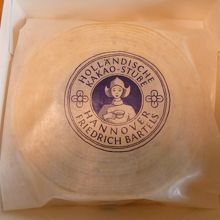 HOLLÄNDISCHE
KAKAO-STUBE
HANNOVER
FRIEDRICH BARTELS